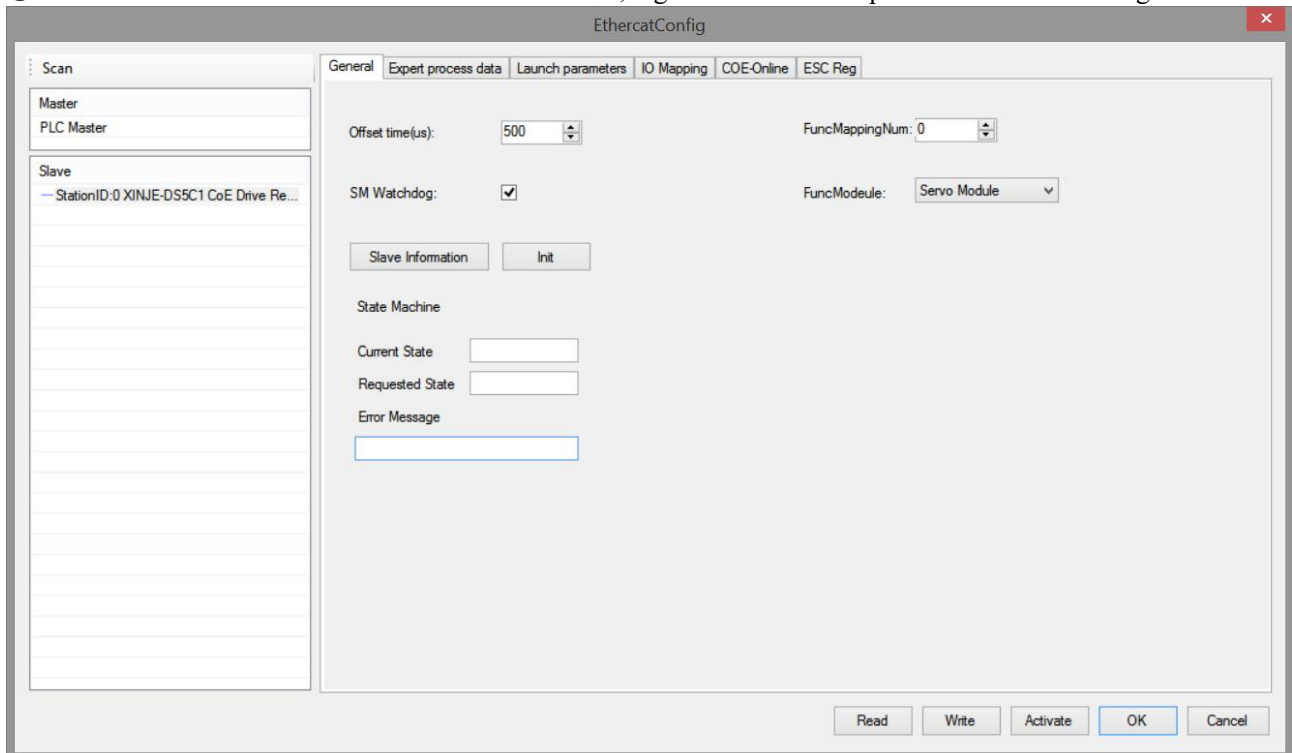 EthercatConfig
Scan
Master
PLC Master
Slave
StationID:0 XINJE-DS5C1 CoE Drive Re...
General Expert process data Launch parameters IO Mapping COE-Online ESC Reg
Offset time(us): 500 FuncMappingNum: 0
SM Watchdog: FuncModeule: Servo Module
Slave Information Init
State Machine
Current State
Requested State
Error Message
Read Write Activate OK Cancel